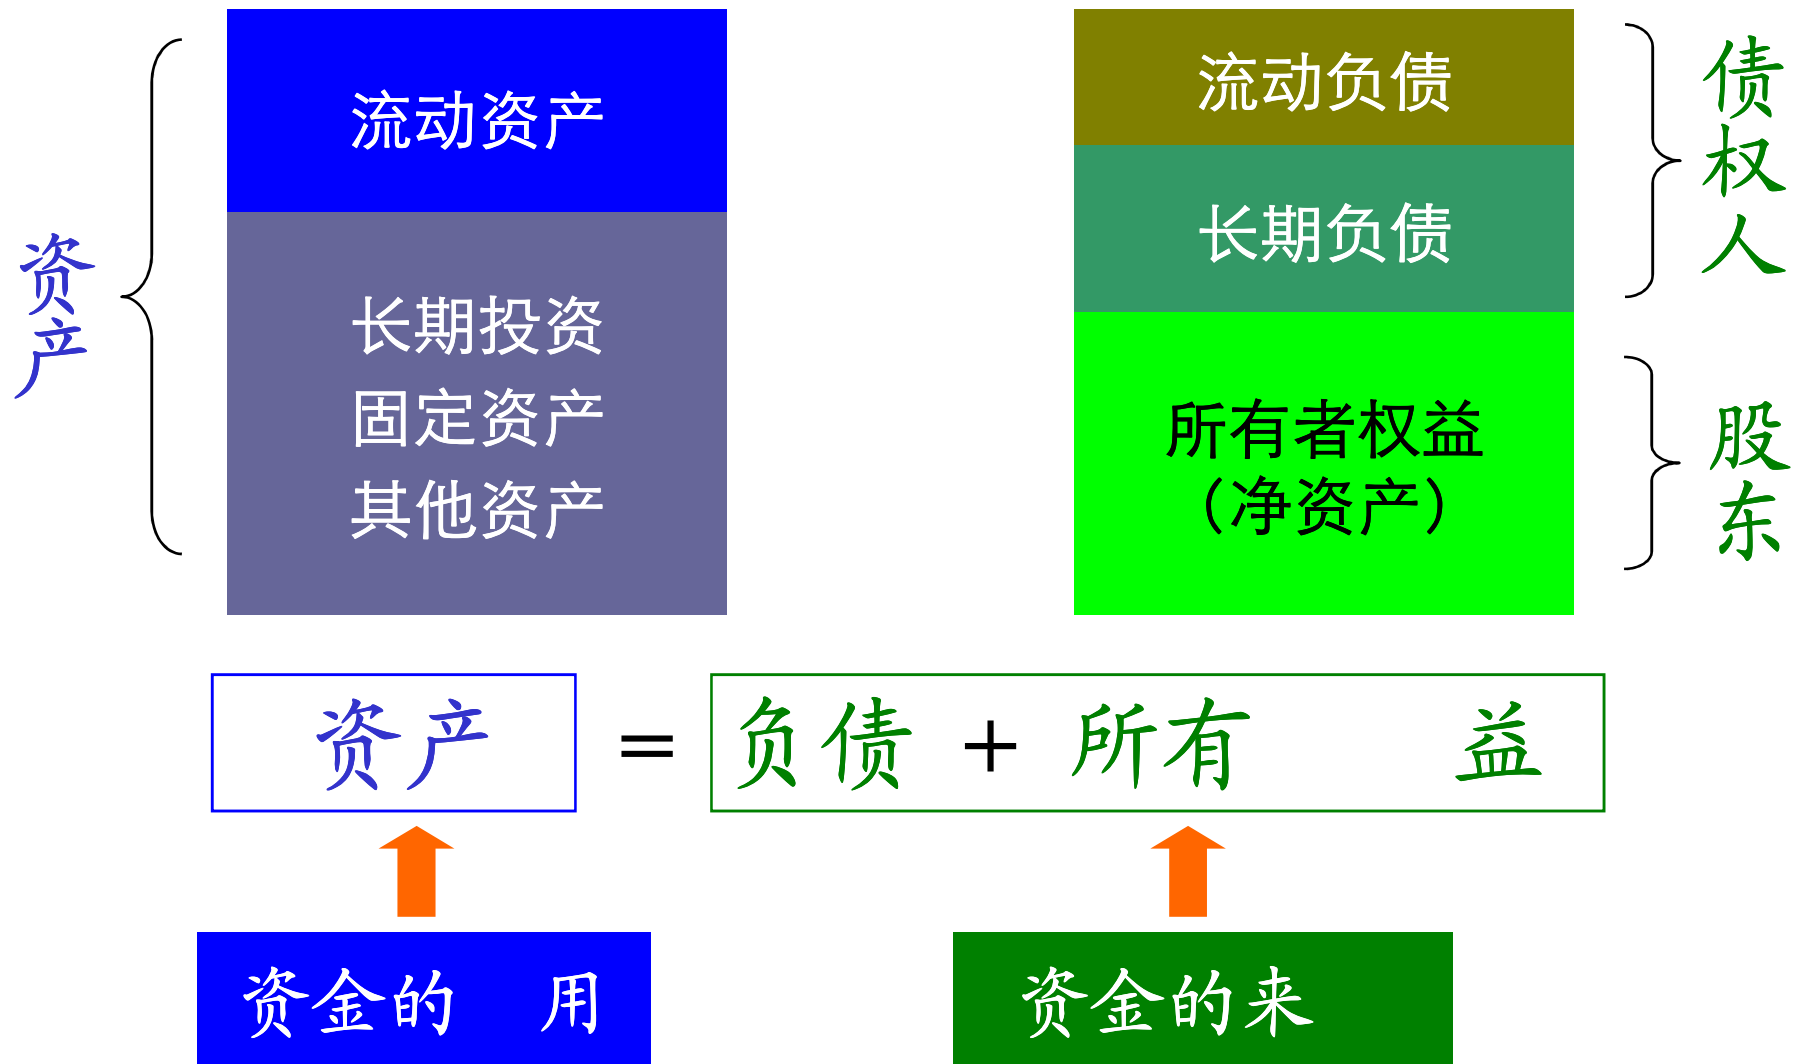 资产
流动资产
长期投资
固定资产
其他资产
流动负债
长期负债
所有者权益
（净资产）
债权人
股东
资产 = 负债 + 所有 益
资金的 用
资金的来